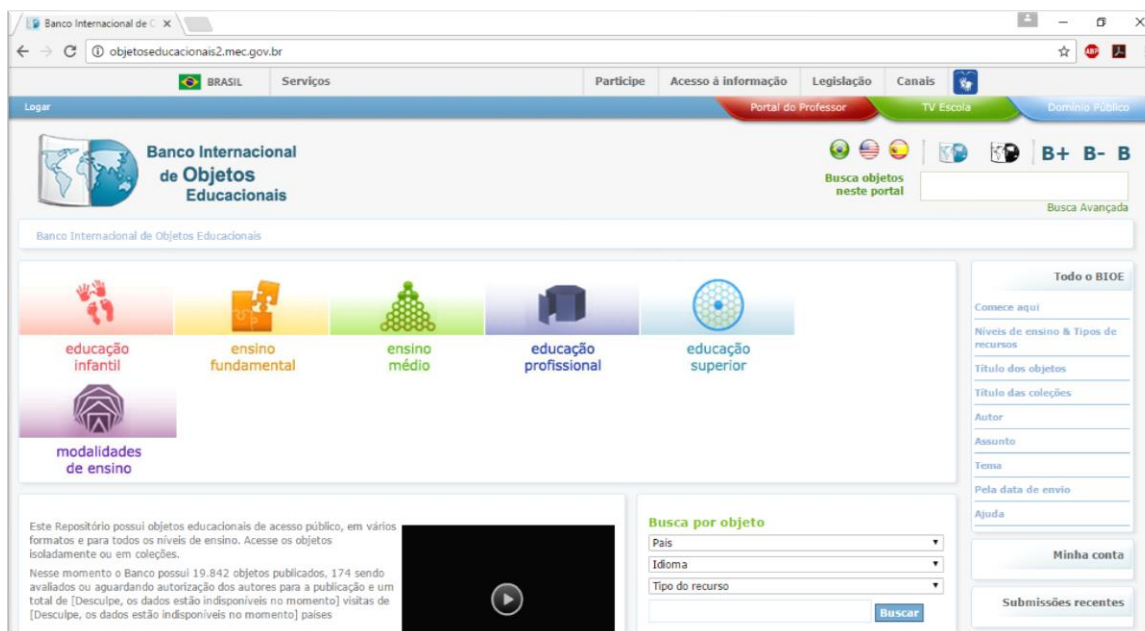 Banco Internacional de O
objetoseducacionais2.mec.gov.br
ABP
BRASIL Serviços Participe Acesso à informação Legislação Canais
Logar Portal do Professor TV Escola Domínio Público
Banco Internacional
de Objetos
Educacionais
B+ B- B
Busca objetos
neste portal
Busca Avançada
Banco Internacional de Objetos Educacionais
educação
infantil
ensino
fundamental
ensino
médio
educação
profissional
educação
superior
modalidades
de ensino
Todo o BIOE
Comece aqui
Níveis de ensino & Tipos de
recursos
Título dos objetos
Título das coleções
Autor
Assunto
Tema
Pela data de envio
Ajuda
Minha conta
Submissões recentes
Este Repositório possui objetos educacionais de acesso público, em vários
formatos e para todos os níveis de ensino. Acesse os objetos
isoladamente ou em coleções.
Nesse momento o Banco possui 19.842 objetos publicados, 174 sendo
avaliados ou aguardando autorização dos autores para a publicação e um
total de [Desculpe, os dados estão indisponíveis no momento] visitas de
[Desculpe, os dados estão indisponíveis no momento] países
Busca por objeto
País
Idioma
Tipo do recurso
Buscar